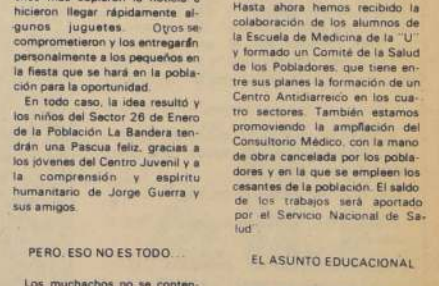 hicieron llegar rápidamente al-
gunos juguetes. Otros se
comprometieron y los entregarán
personalmente a los pequeños en
la fiesta que se hará en la pobla-
ción para la oportunidad.
En todo caso, la idea resultó y
los niños del Sector 26 de Enero
de la Población La Bandera ten-
drán una Pascua feliz, gracias a
los jóvenes del Centro Juvenil y a
la comprensión y espíritu
humanitario de Jorge Guerra y
sus amigos.
PERO, ESO NO ES TODO...
Los muchachos no se conten-
Hasta ahora hemos recibido la
colaboración de los alumnos de
la Escuela de Medicina de la "U"
y formado un Comité de la Salud
de los Pobladores, que tiene en-
tre sus planes la formación de un
Centro Antidiarreico en los cua-
tro sectores. También estamos
promoviendo la ampliación del
Consultorio Médico, con la mano
de obra cancelada por los pobla-
dores y en la que se empleen los
cesantes de la población. El saldo
de los trabajos será aportado
por el Servicio Nacional de Sa-
lud".
EL ASUNTO EDUCACIONAL